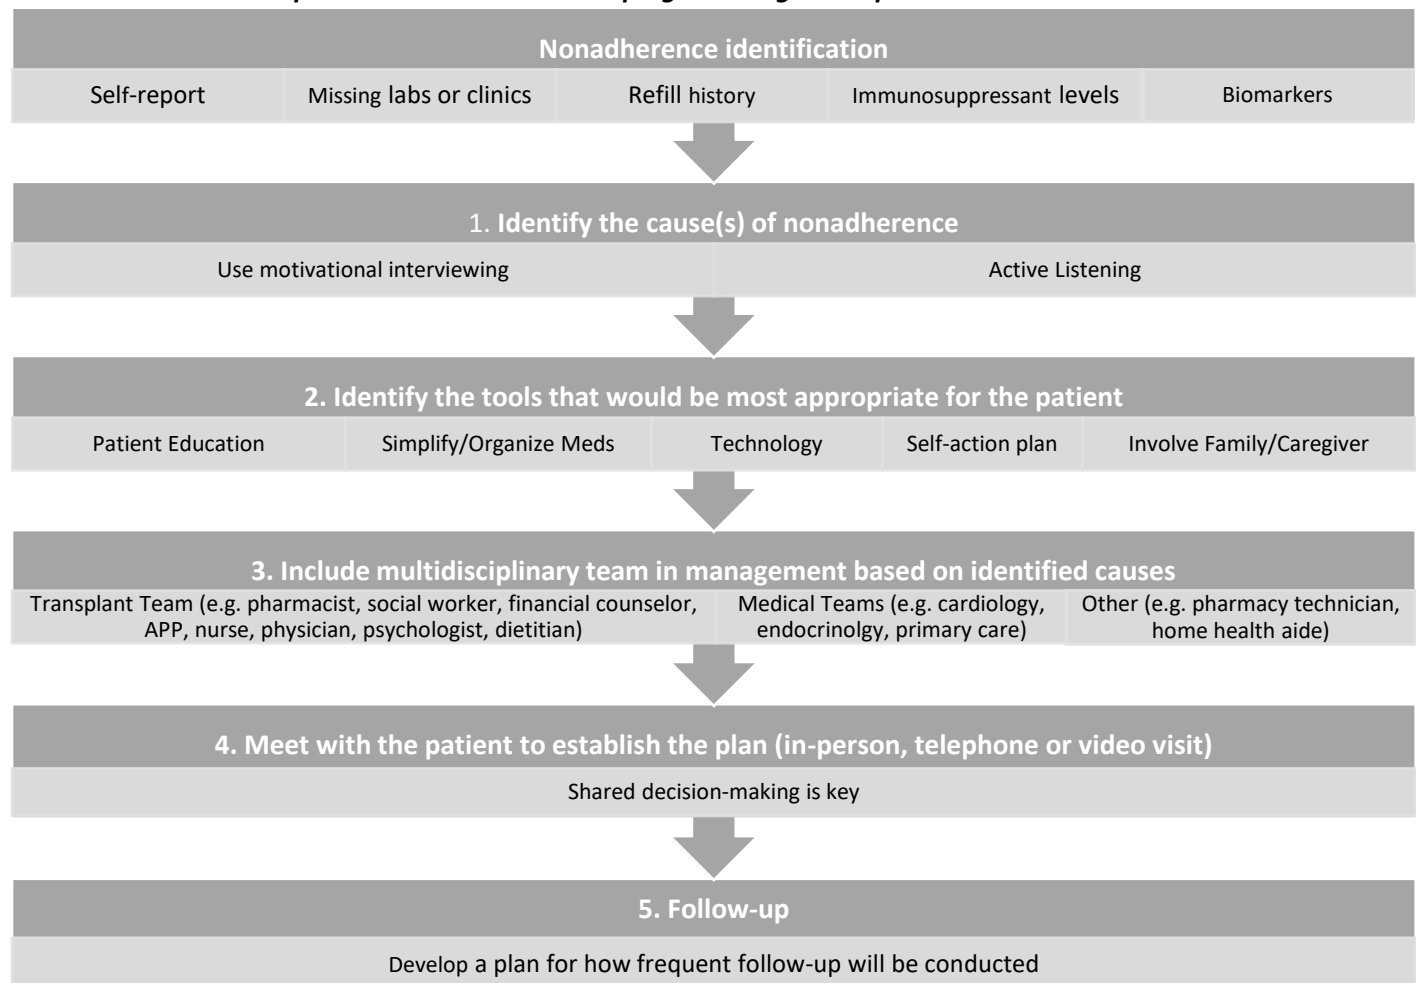 Nonadherence identification
Self-report
Missing labs or clinics
Refill history
Immunosuppressant levels
Biomarkers
1. Identify the cause(s) of nonadherence
Use motivational interviewing
Active Listening
2. Identify the tools that would be most appropriate for the patient
Patient Education
Simplify/Organize Meds
Technology
Self-action plan
Involve Family/Caregiver
3. Include multidisciplinary team in management based on identified causes
Transplant Team (e.g. pharmacist, social worker, financial counselor,
APP, nurse, physician, psychologist, dietitian)
Medical Teams (e.g. cardiology,
endocrinolgy, primary care)
Other (e.g. pharmacy technician,
home health aide)
4. Meet with the patient to establish the plan (in-person, telephone or video visit)
Shared decision-making is key
5. Follow-up
Develop a plan for how frequent follow-up will be conducted